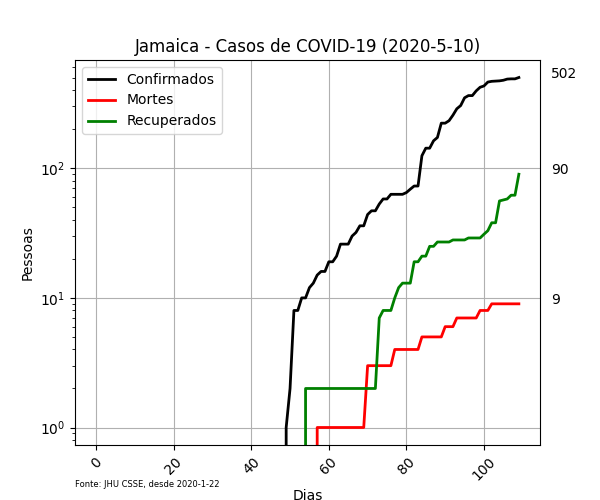 Jamaica - Casos de COVID-19 (2020-5-10)
Confirmados
Mortes
Recuperados
502
90
9
10²
10¹
10⁰
Pessoas
0
20
40
60
80
100
Fonte: JHU CSSE, desde 2020-1-22
Dias